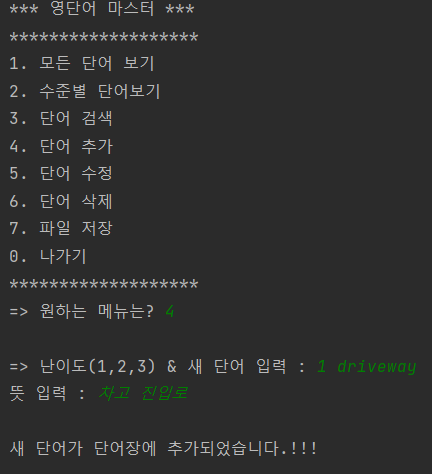 *** 영단어 마스터 ***
*******************
1. 모든 단어 보기
2. 수준별 단어보기
3. 단어 검색
4. 단어 추가
5. 단어 수정
6. 단어 삭제
7. 파일 저장
0. 나가기
*******************
=> 원하는 메뉴는? 4
=> 난이도(1,2,3) & 새 단어 입력 : 1 driveway
뜻 입력 : 차고 진입로
새 단어가 단어장에 추가되었습니다.!!!